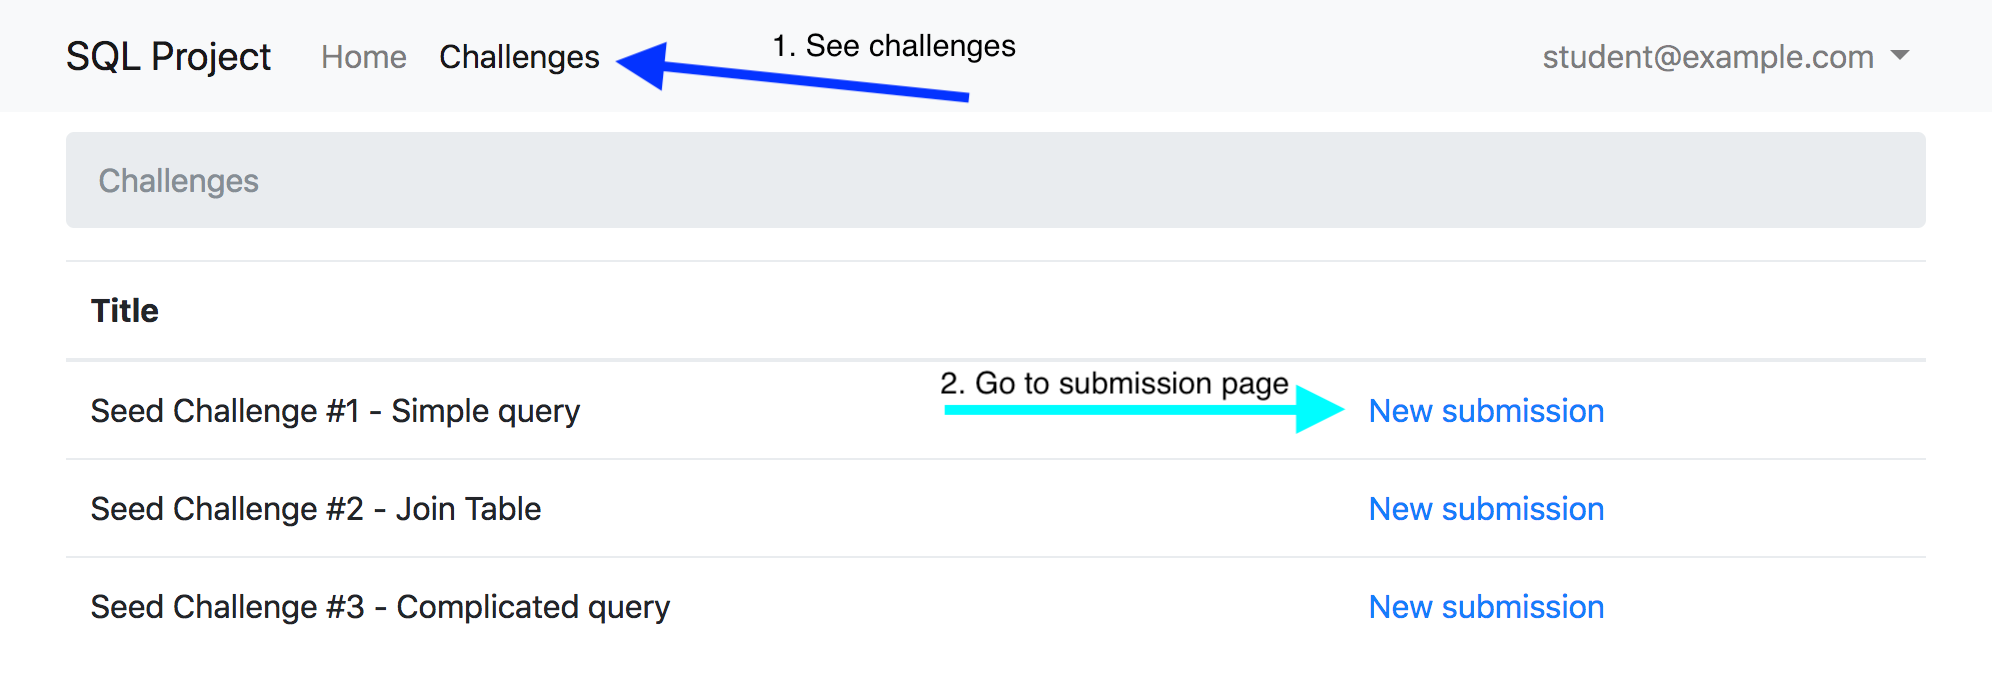 SQL Project Home Challenges 1. See challenges student@example.com
Challenges
Title
2. Go to submission page
Seed Challenge #1 - Simple query New submission
Seed Challenge #2 - Join Table New submission
Seed Challenge #3 - Complicated query New submission